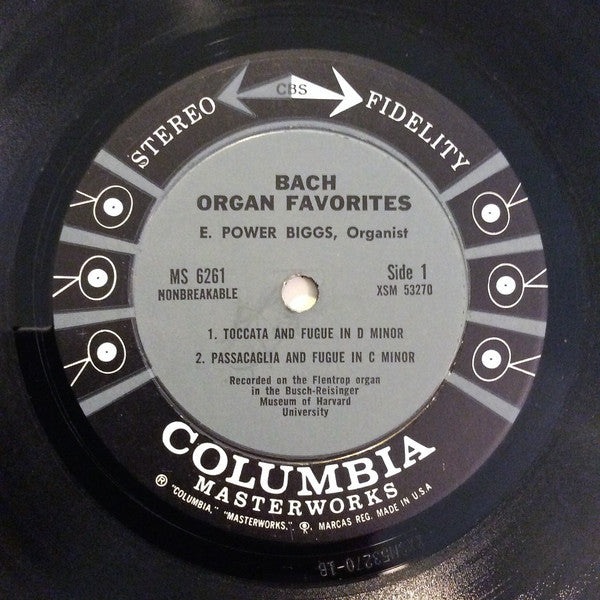 CBS
STEREO FIDELITY
BACH
ORGAN FAVORITES
E. POWER BIGGS, Organist
MS 6261
NONBREAKABLE
Side 1
XSM 53270
1. TOCCATA AND FUGUE IN D MINOR
2. PASSACAGLIA AND FUGUE IN C MINOR
Recorded on the Flentrop organ
in the Busch-Reisinger
Museum of Harvard
University
COLUMBIA
MASTERWORKS
® "COLUMBIA," "MASTERWORKS," Ⓡ. MARCAS REG. MADE IN U.S.A